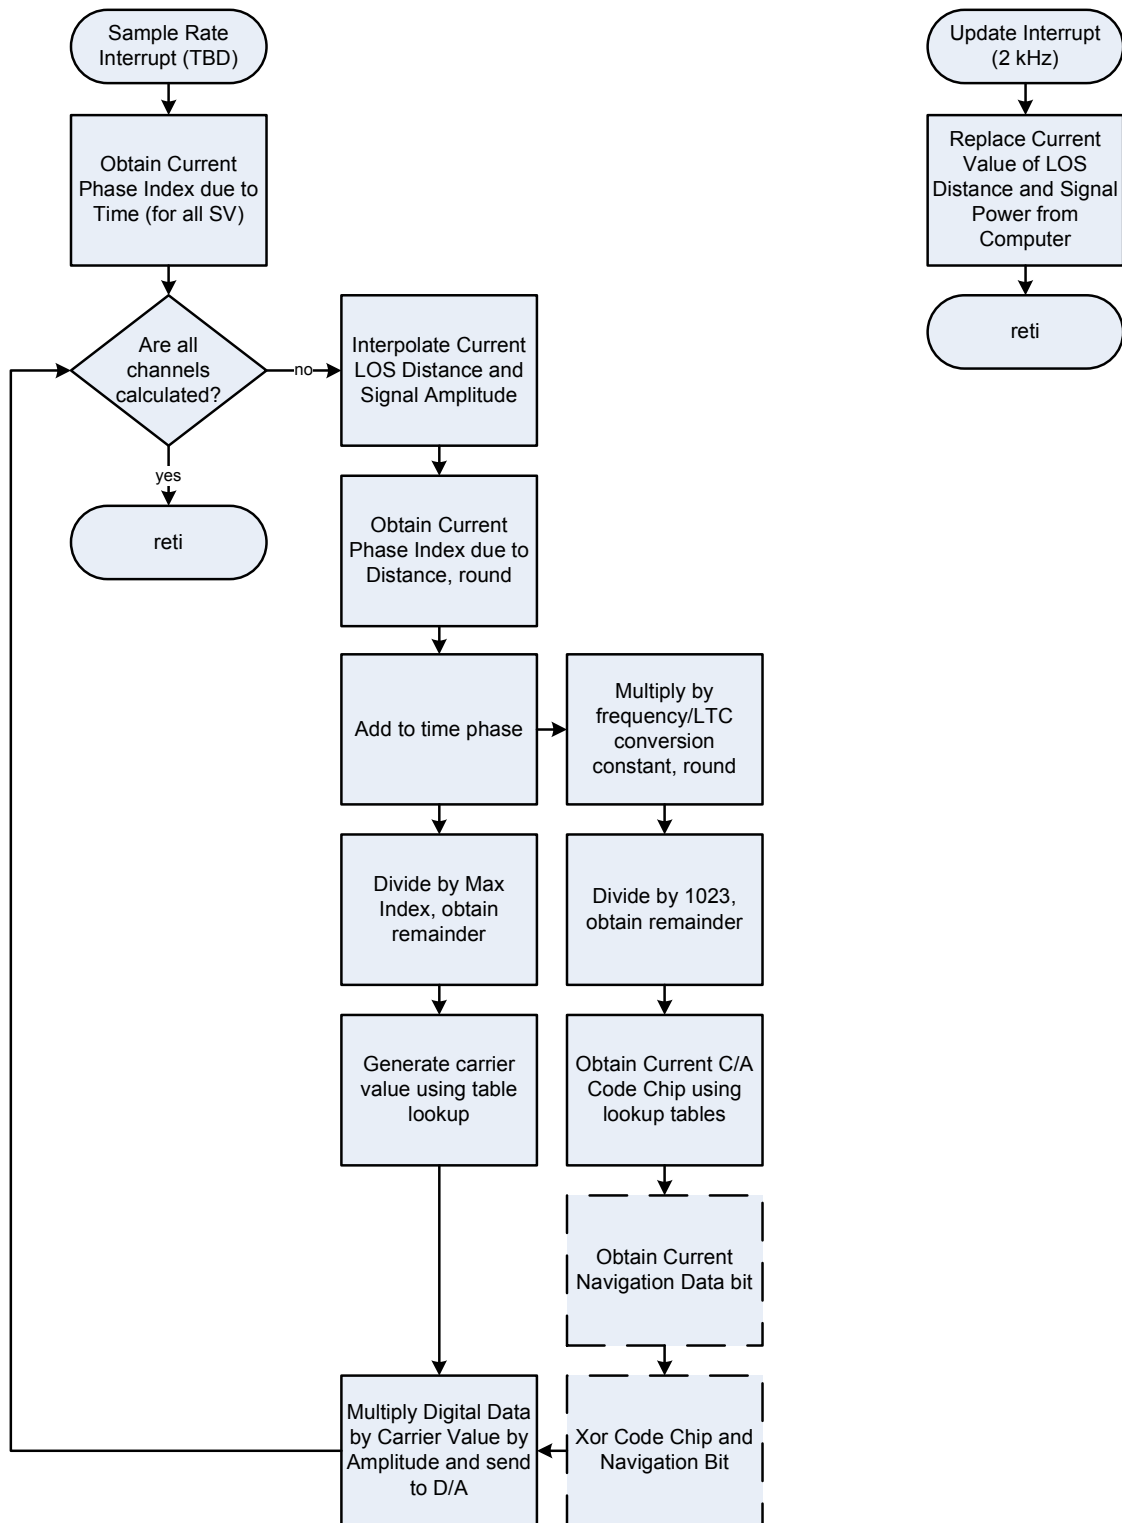 Sample Rate
Interrupt (TBD)
Obtain Current
Phase Index due to
Time (for all SV)
Are all
channels
calculated?
no
yes
reti
Interpolate Current
LOS Distance and
Signal Amplitude
Obtain Current
Phase Index due to
Distance, round
Add to time phase
Multiply by
frequency/LTC
conversion
constant, round
Divide by Max
Index, obtain
remainder
Divide by 1023,
obtain remainder
Generate carrier
value using table
lookup
Obtain Current C/A
Code Chip using
lookup tables
Obtain Current
Navigation Data bit
Multiply Digital Data
by Carrier Value by
Amplitude and send
to D/A
Xor Code Chip and
Navigation Bit
Update Interrupt
(2 kHz)
Replace Current
Value of LOS
Distance and Signal
Power from
Computer
reti